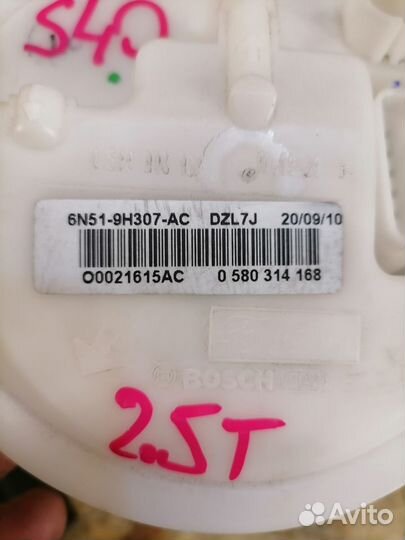 S40
6N51-9H307-AC DZL7J 20/09/10
O0021615AC 0 580 314 168
BOSCH
2.5T
Avito